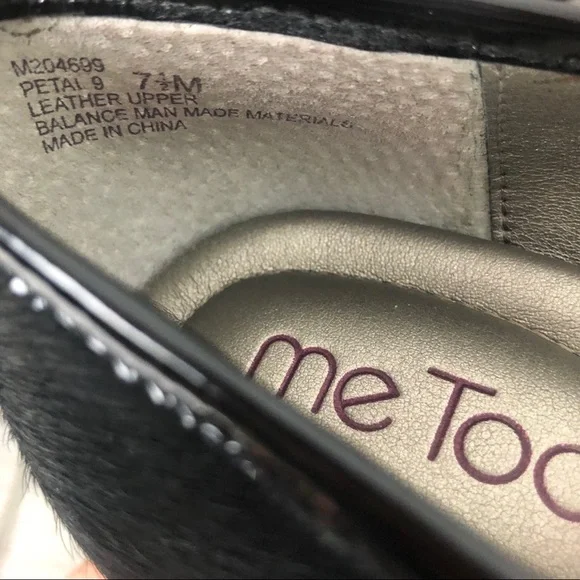 M204699
PETAL 9 7½M
LEATHER UPPER
BALANCE MAN MADE MATERIALS
MADE IN CHINA
me Too